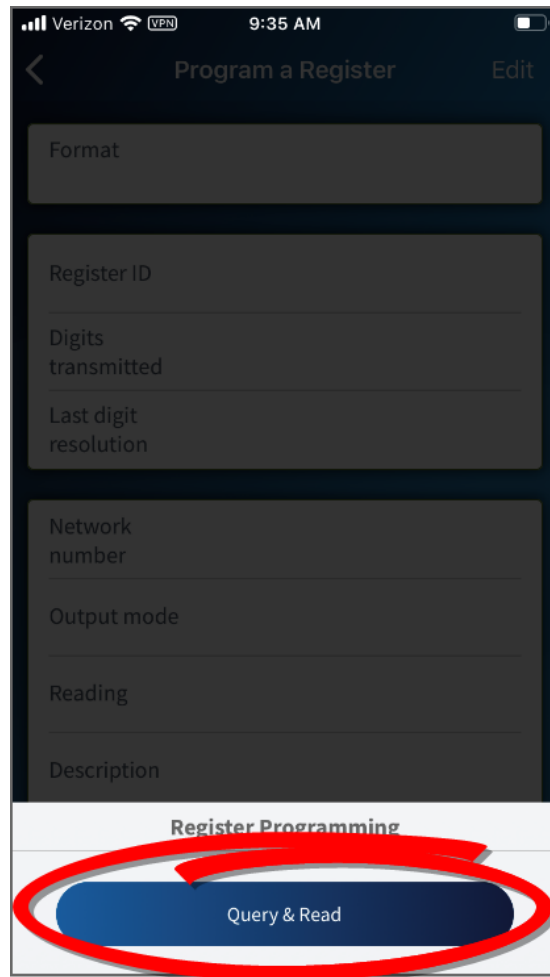 Verizon VPN 9:35 AM
Program a Register Edit
Format
Register ID
Digits
transmitted
Last digit
resolution
Network
number
Output mode
Reading
Description
Register Programming
Query & Read